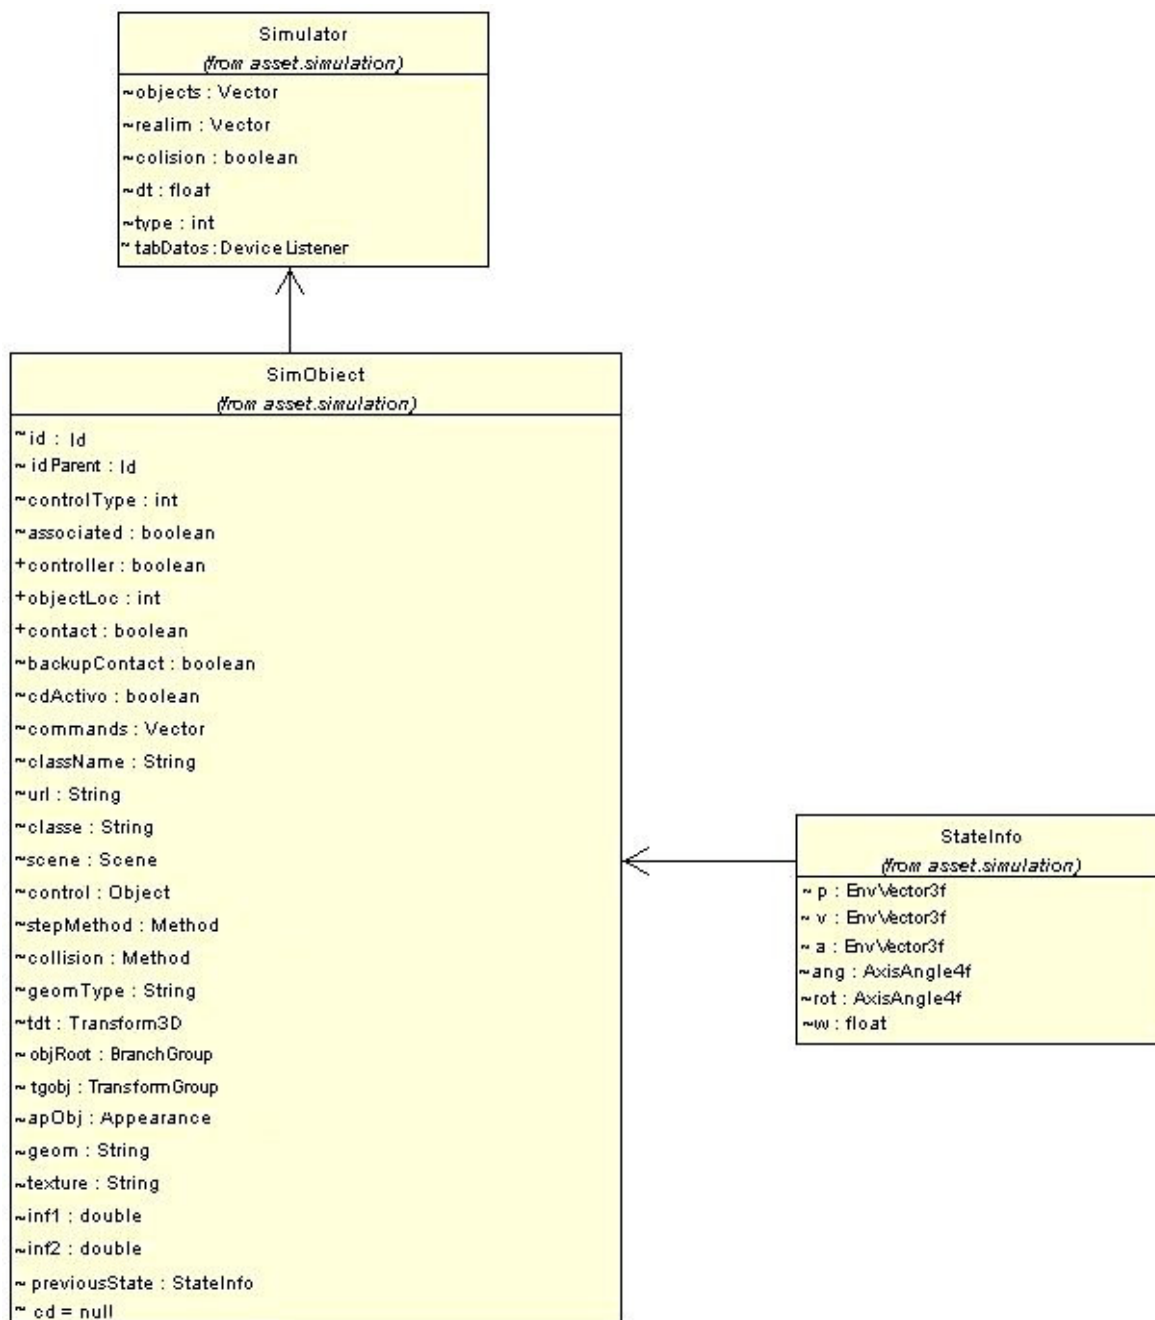 Simulator
(from asset.simulation)
~objects : Vector
~realim : Vector
~colision : boolean
~dt : float
~type : int
~ tabDatos : DeviceListener
SimObject
(from asset.simulation)
~id : Id
~ idParent : Id
~controlType : int
~associated : boolean
+controller : boolean
+objectLoc : int
+contact : boolean
~backupContact : boolean
~cdActivo : boolean
~commands : Vector
~className : String
~url : String
~classe : String
~scene : Scene
~control : Object
~stepMethod : Method
~collision : Method
~geomType : String
~tdt : Transform3D
~ objRoot : BranchGroup
~ tgobj : TransformGroup
~apObj : Appearance
~geom : String
~texture : String
~inf1 : double
~inf2 : double
~ previousState : StateInfo
~ cd = null
StateInfo
(from asset.simulation)
~ p : EnvVector3f
~ v : EnvVector3f
~ a : EnvVector3f
~ang : AxisAngle4f
~rot : AxisAngle4f
~w : float